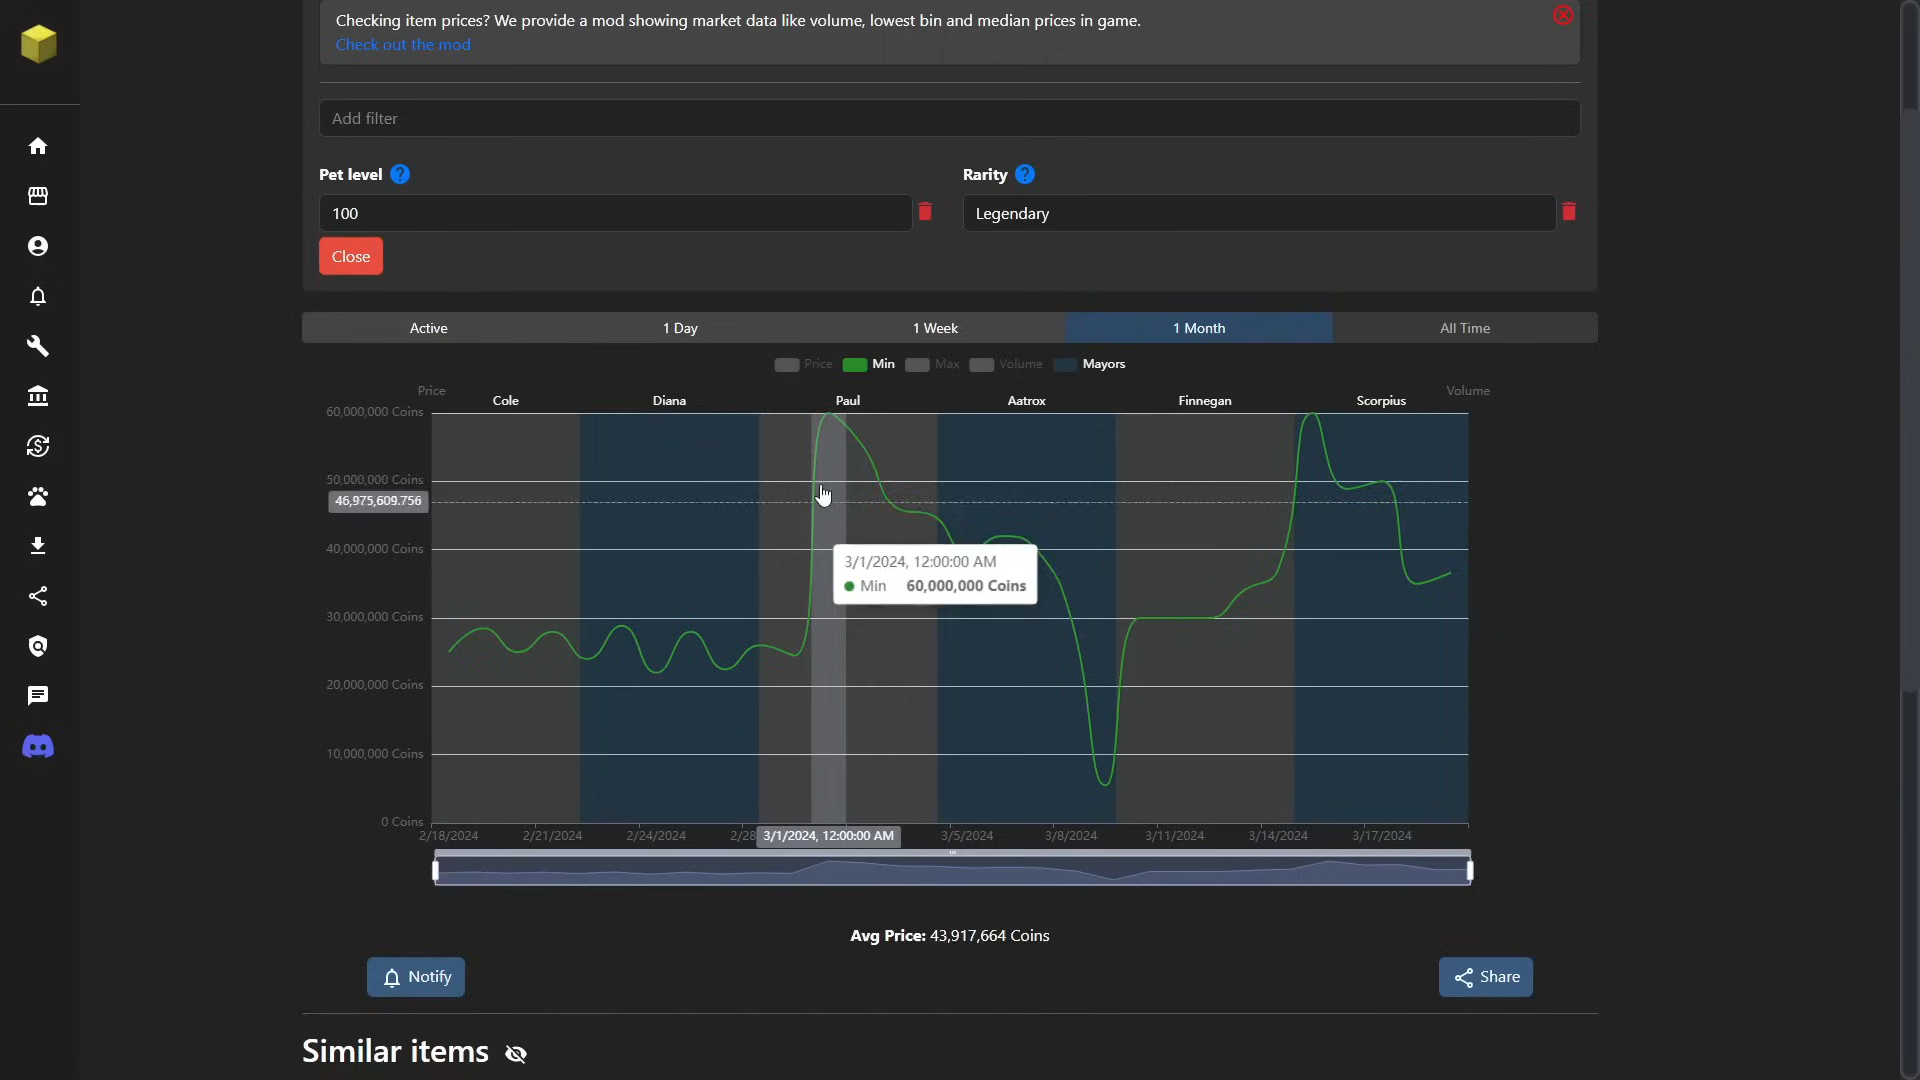 Checking item prices? We provide a mod showing market data like volume, lowest bin and median prices in game.
Check out the mod
Add filter
Pet level ?
Rarity ?
100
Legendary
Close
Active
1 Day
1 Week
1 Month
All Time
Price
Min
Max
Volume
Mayors
Price
Volume
Cole
Diana
Paul
Aatrox
Finnegan
Scorpius
60,000,000 Coins
50,000,000 Coins
46,975,609.756
40,000,000 Coins
3/1/2024, 12:00:00 AM
Min 60,000,000 Coins
30,000,000 Coins
20,000,000 Coins
10,000,000 Coins
0 Coins
2/18/2024
2/21/2024
2/24/2024
2/28
3/1/2024, 12:00:00 AM
3/5/2024
3/8/2024
3/11/2024
3/14/2024
3/17/2024
Avg Price: 43,917,664 Coins
Notify
Share
Similar items